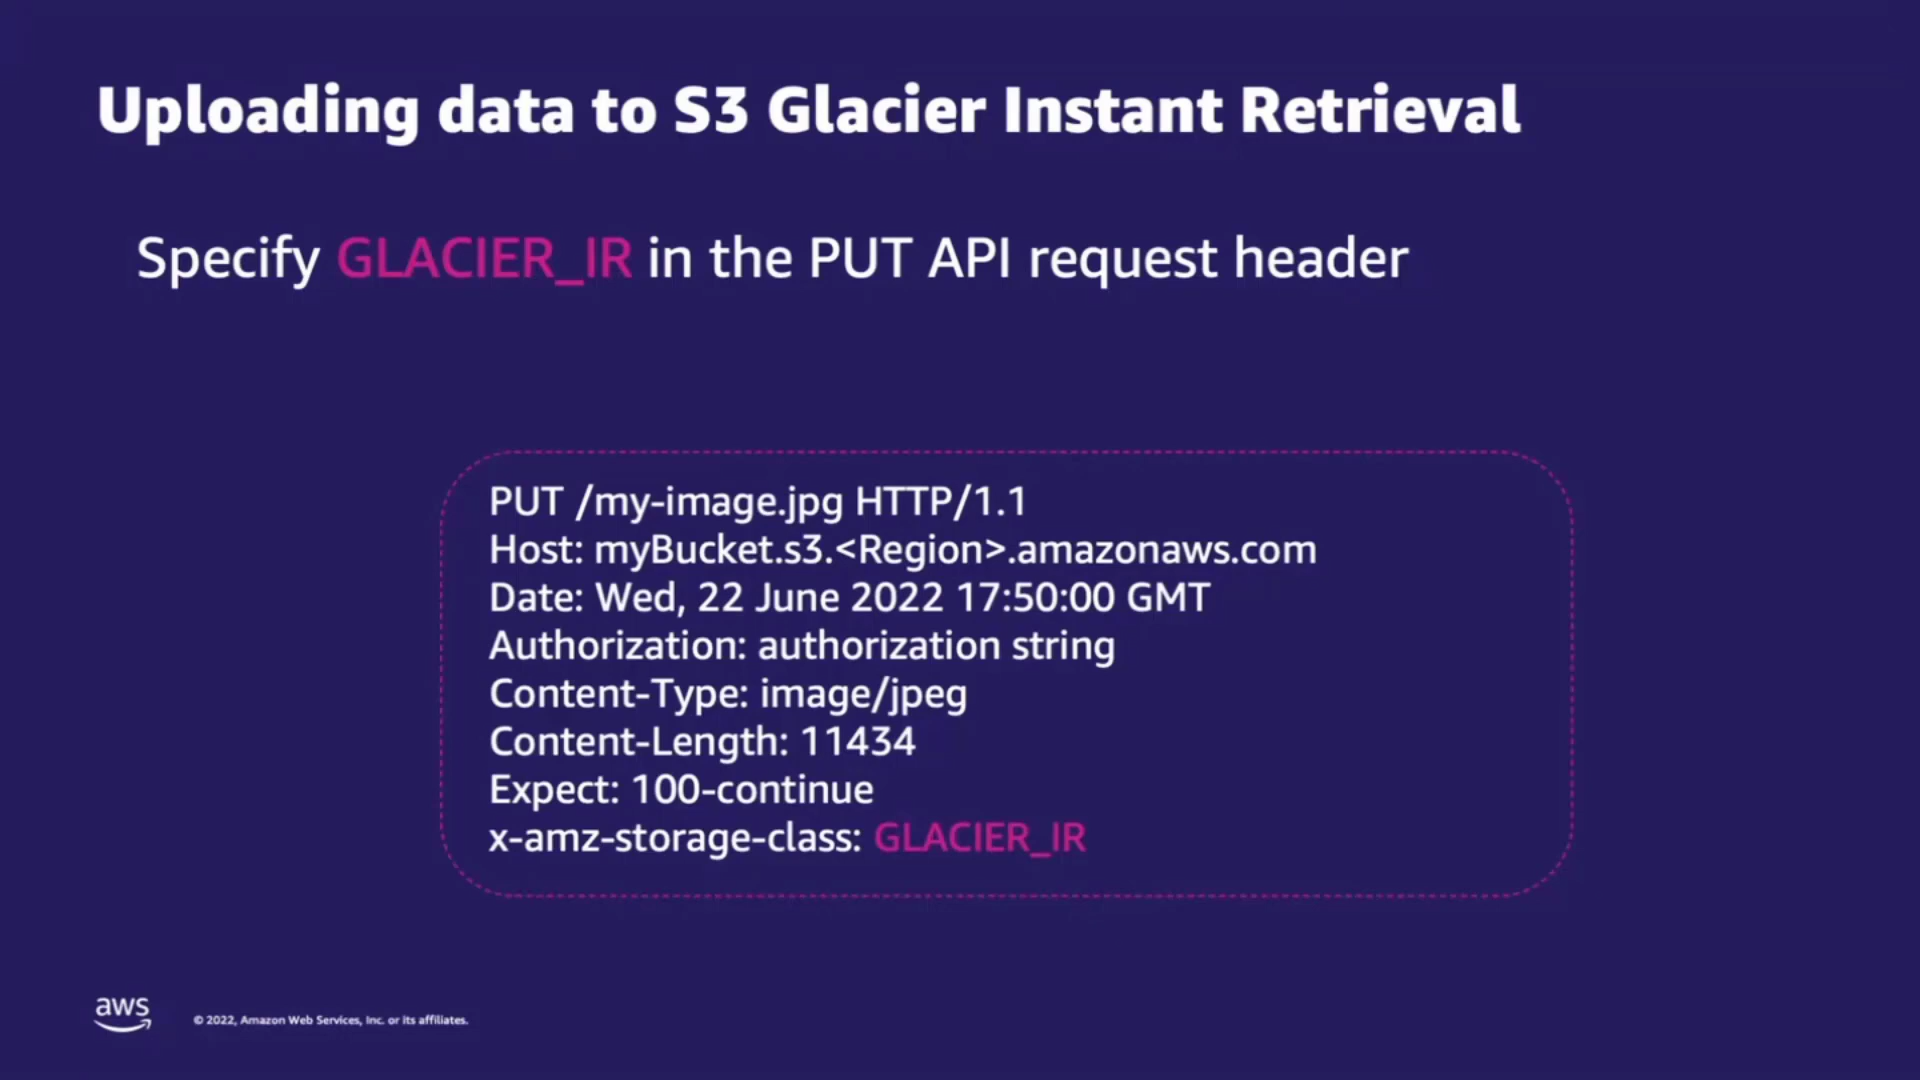 Uploading data to S3 Glacier Instant Retrieval
Specify GLACIER_IR in the PUT API request header
PUT /my-image.jpg HTTP/1.1
Host: myBucket.s3.<Region>.amazonaws.com
Date: Wed, 22 June 2022 17:50:00 GMT
Authorization: authorization string
Content-Type: image/jpeg
Content-Length: 11434
Expect: 100-continue
x-amz-storage-class: GLACIER_IR
aws
© 2022, Amazon Web Services, Inc. or its affiliates.